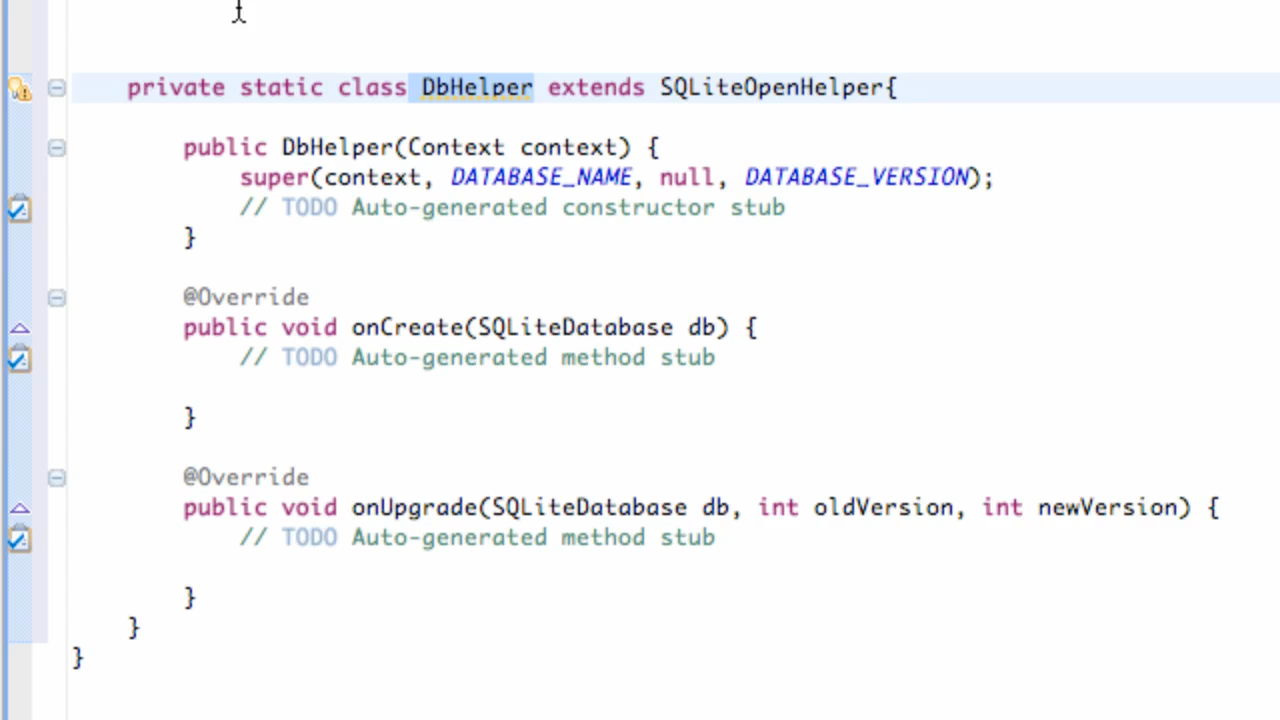 private static class DbHelper extends SQLiteOpenHelper{
public DbHelper(Context context) {
super(context, DATABASE_NAME, null, DATABASE_VERSION);
// TODO Auto-generated constructor stub
}
@Override
public void onCreate(SQLiteDatabase db) {
// TODO Auto-generated method stub
}
@Override
public void onUpgrade(SQLiteDatabase db, int oldVersion, int newVersion) {
// TODO Auto-generated method stub
}
}
}